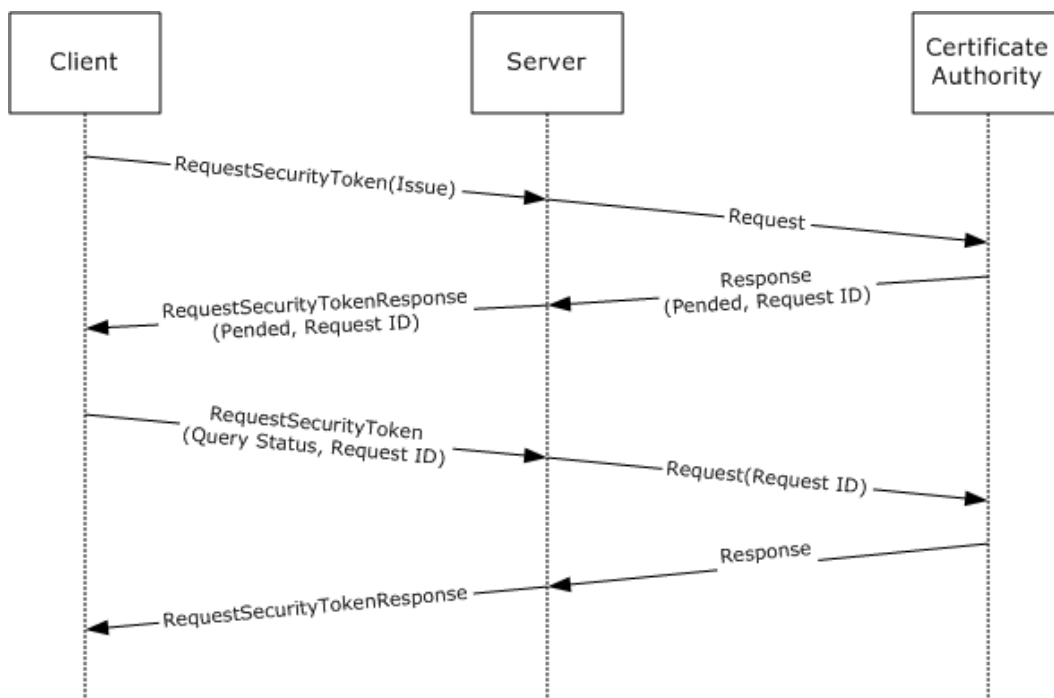 Client
Server
Certificate
Authority
RequestSecurityToken(Issue)
Request
Response
(Pended, Request ID)
RequestSecurityTokenResponse
(Pended, Request ID)
RequestSecurityToken
(Query Status, Request ID)
Request(Request ID)
Response
RequestSecurityTokenResponse